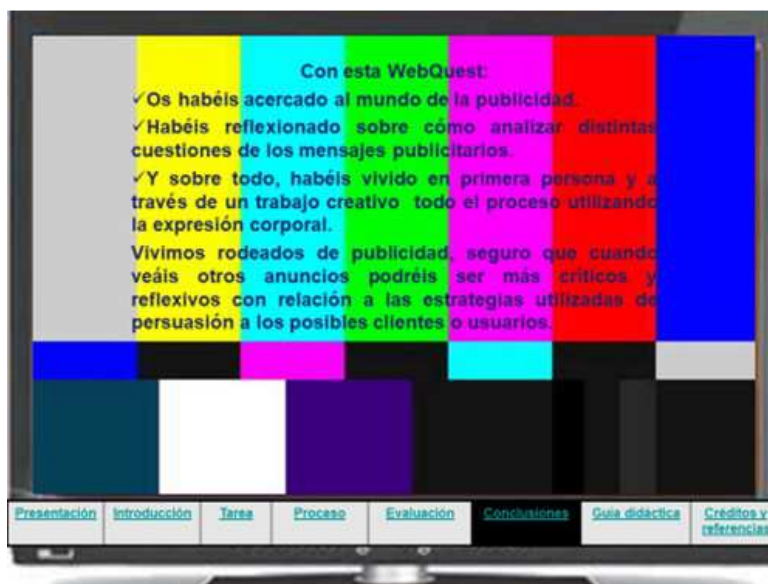 Con esta WebQuest:
✓Os habéis acercado al mundo de la publicidad.
✓Habéis reflexionado sobre cómo analizar distintas
cuestiones de los mensajes publicitarios.
✓Y sobre todo, habéis vivido en primera persona y a
través de un trabajo creativo todo el proceso utilizando
la expresión corporal.
Vivimos rodeados de publicidad, seguro que cuando
veáis otros anuncios podréis ser más críticos y
reflexivos con relación a las estrategias utilizadas de
persuasión a los posibles clientes o usuarios.
Presentación Introducción Tarea Proceso Evaluación Conclusiones Guía didáctica Créditos y
referencias